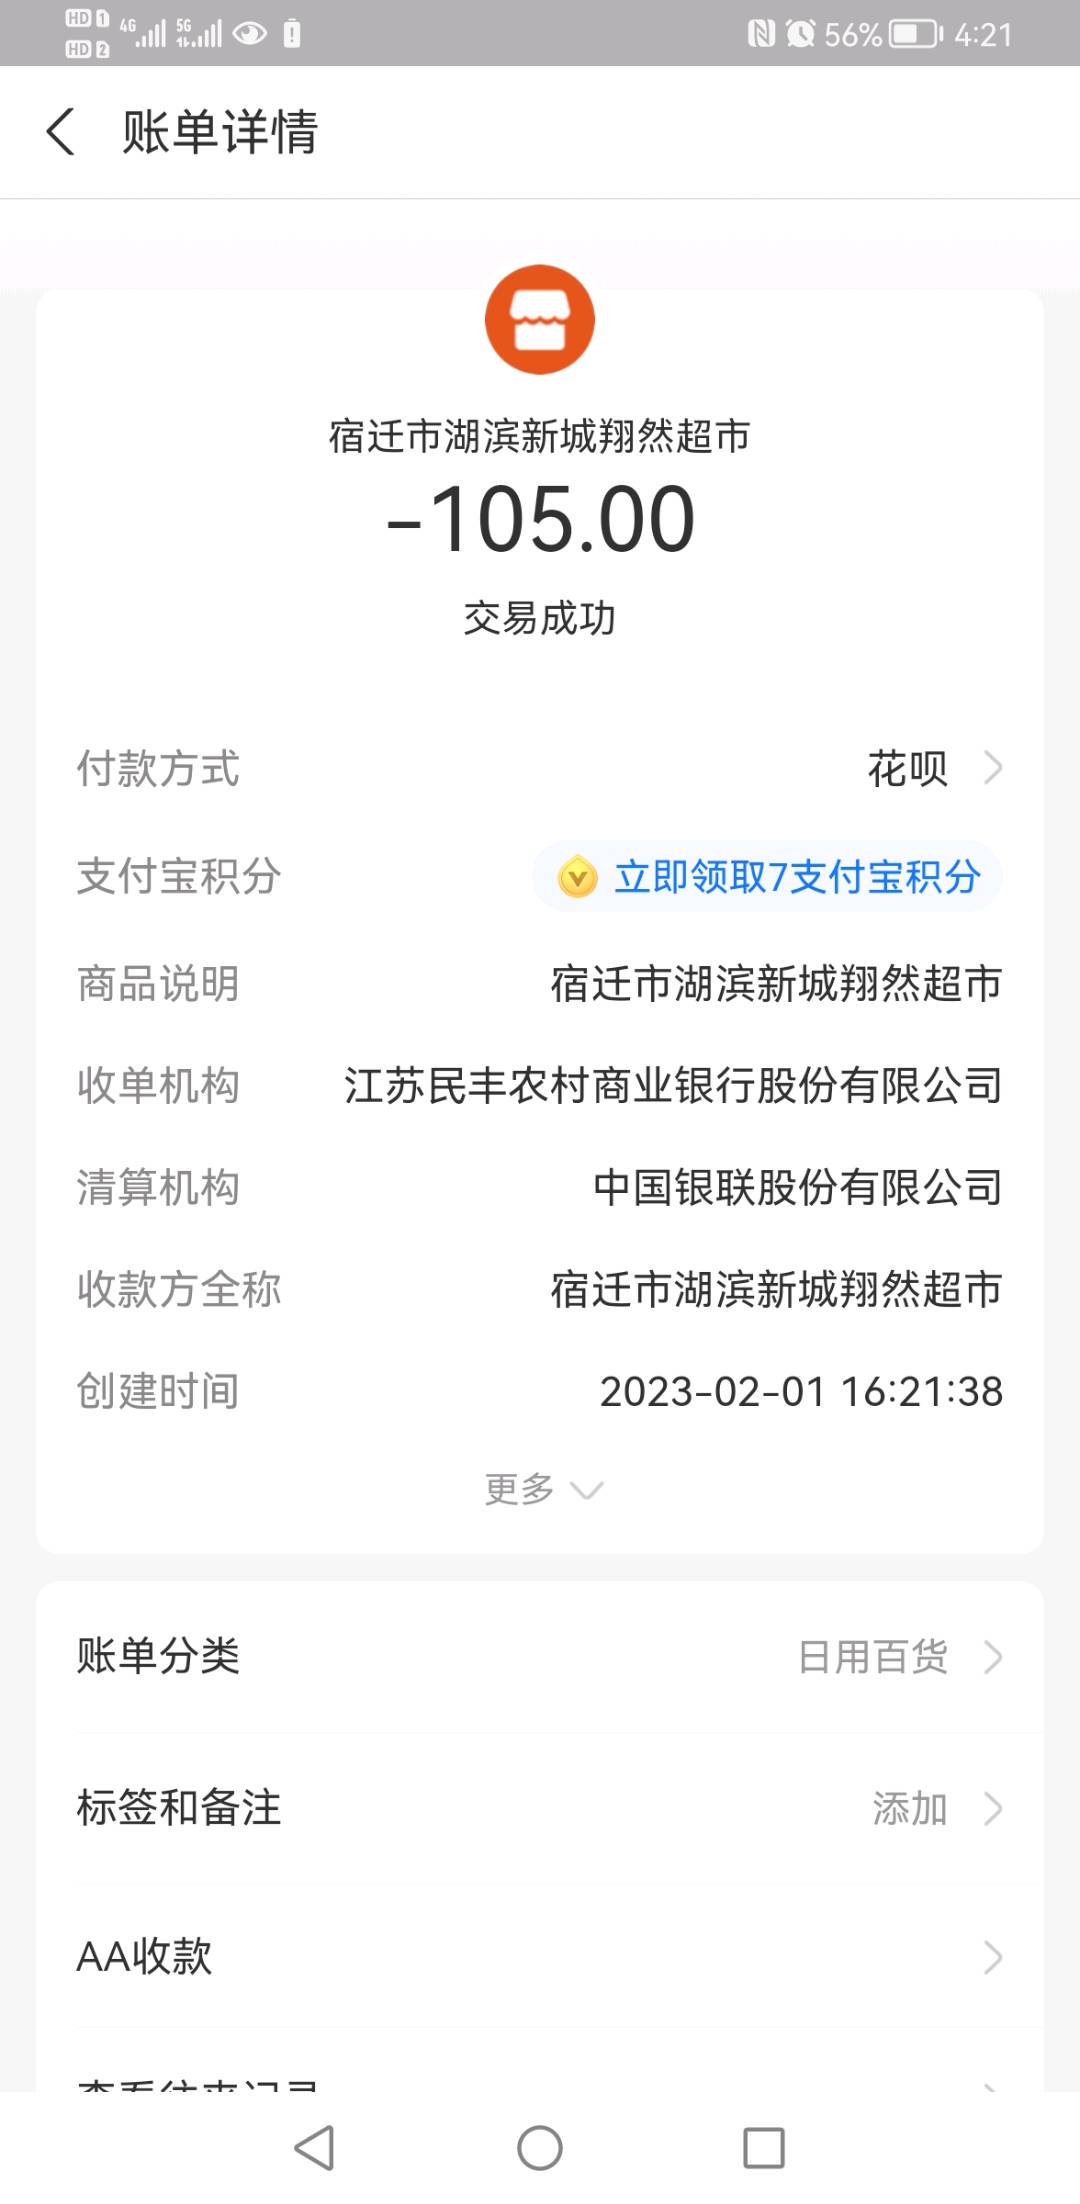 HD 1 4G 5G 56% 4:21
HD 2
账单详情
宿迁市湖滨新城翔然超市
-105.00
交易成功
付款方式 花呗
支付宝积分 立即领取7支付宝积分
商品说明 宿迁市湖滨新城翔然超市
收单机构 江苏民丰农村商业银行股份有限公司
清算机构 中国银联股份有限公司
收款方全称 宿迁市湖滨新城翔然超市
创建时间 2023-02-01 16:21:38
更多
账单分类 日用百货
标签和备注 添加
AA收款
查看往来记录